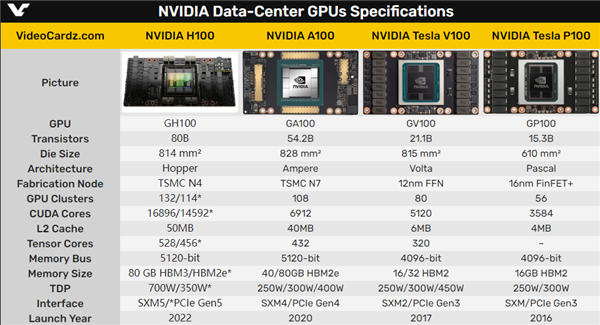 NVIDIA Data-Center GPUs Specifications
VideoCardz.com NVIDIA H100 NVIDIA A100 NVIDIA Tesla V100 NVIDIA Tesla P100
Picture
NVIDIA NVIDIA NVIDIA
GPU GH100 GA100 GV100 GP100
Transistors 80B 54.2B 21.1B 15.3B
Die Size 814 mm² 828 mm² 815 mm² 610 mm²
Architecture Hopper Ampere Volta Pascal
Fabrication Node TSMC N4 TSMC N7 12nm FFN 16nm FinFET+
GPU Clusters 132/114* 108 80 56
CUDA Cores 16896/14592* 6912 5120 3584
L2 Cache 50MB 40MB 6MB 4MB
Tensor Cores 528/456* 432 320 –
Memory Bus 5120-bit 5120-bit 4096-bit 4096-bit
Memory Size 80 GB HBM3/HBM2e* 40/80GB HBM2e 16/32 HBM2 16GB HBM2
TDP 700W/350W* 250W/300W/400W 250W/300W/450W 250W/300W
Interface SXM5/*PCIe Gen5 SXM4/PCIe Gen4 SXM2/PCIe Gen3 SXM/PCIe Gen3
Launch Year 2022 2020 2017 2016